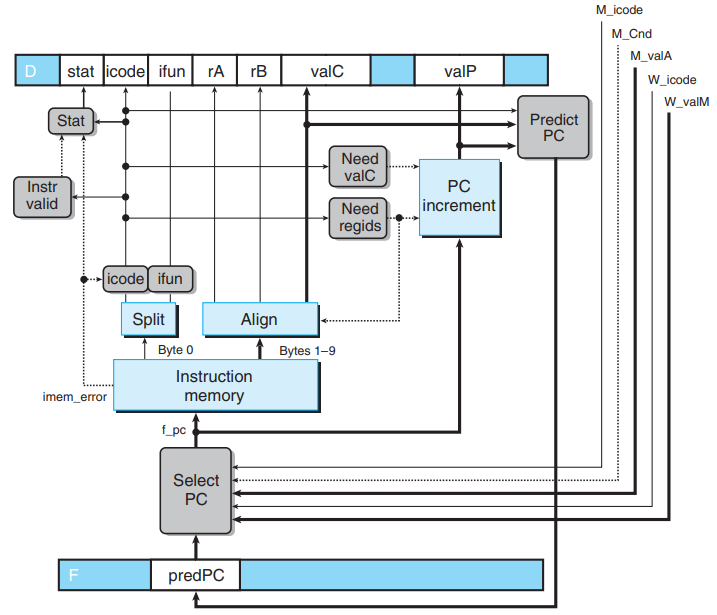 M_icode
M_Cnd
M_valA
W_icode
W_valM
D stat icode ifun rA rB valC valP
Stat
Predict
PC
Need
valC
Instr
valid
PC
increment
Need
regids
icode ifun
Split
Align
Byte 0
Bytes 1–9
Instruction
memory
imem_error
f_pc
Select
PC
F predPC